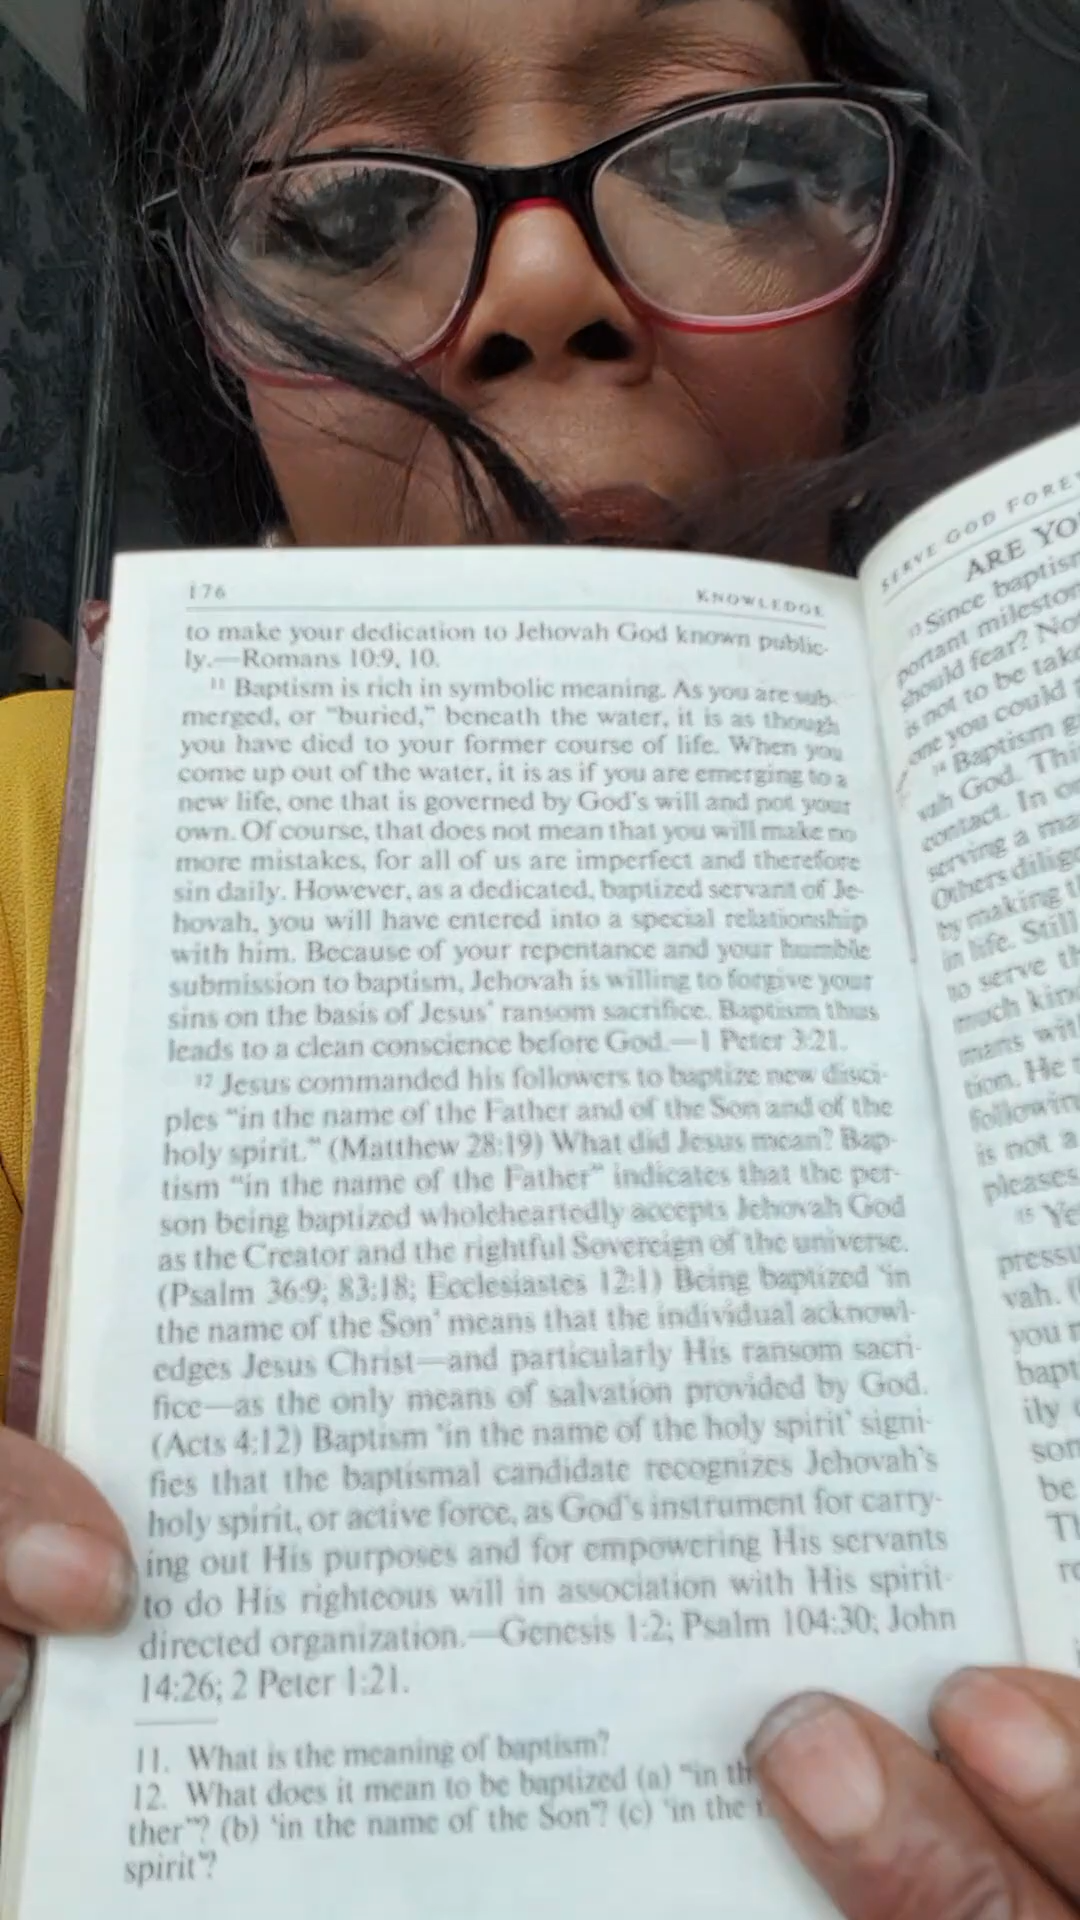 176
KNOWLEDGE
to make your dedication to Jehovah God known public-
ly.—Romans 10:9, 10.
11 Baptism is rich in symbolic meaning. As you are sub-
merged, or "buried," beneath the water, it is as though
you have died to your former course of life. When you
come up out of the water, it is as if you are emerging to a
new life, one that is governed by God's will and not your
own. Of course, that does not mean that you will make no
more mistakes, for all of us are imperfect and therefore
sin daily. However, as a dedicated, baptized servant of Je-
hovah, you will have entered into a special relationship
with him. Because of your repentance and your humble
submission to baptism, Jehovah is willing to forgive your
sins on the basis of Jesus' ransom sacrifice. Baptism thus
leads to a clean conscience before God.—1 Peter 3:21.
12 Jesus commanded his followers to baptize new disci-
ples "in the name of the Father and of the Son and of the
holy spirit." (Matthew 28:19) What did Jesus mean? Bap-
tism "in the name of the Father" indicates that the per-
son being baptized wholeheartedly accepts Jehovah God
as the Creator and the rightful Sovereign of the universe.
(Psalm 36:9; 83:18; Ecclesiastes 12:1) Being baptized 'in
the name of the Son' means that the individual acknowl-
edges Jesus Christ—and particularly His ransom sacri-
fice—as the only means of salvation provided by God.
(Acts 4:12) Baptism 'in the name of the holy spirit' signi-
fies that the baptismal candidate recognizes Jehovah's
holy spirit, or active force, as God's instrument for carry-
ing out His purposes and for empowering His servants
to do His righteous will in association with His spirit-
directed organization.—Genesis 1:2; Psalm 104:30; John
14:26; 2 Peter 1:21.
11. What is the meaning of baptism?
12. What does it mean to be baptized (a) "in th
ther"? (b) 'in the name of the Son'? (c) 'in the
spirit'?
SERVE GOD FOREV
ARE YO
13 Since baptism
portant mileston
should fear? No
is not to be take
one you could
14 Baptism g
vah God. Thi
contact. In o
serving a ma
Others dilig
by making th
in life. Still
to serve th
much kin
mans wit
tion. He
followin
is not a
pleases
15 Ye
pressu
vah. (
you
bapt
ily
son
be
Th
ro